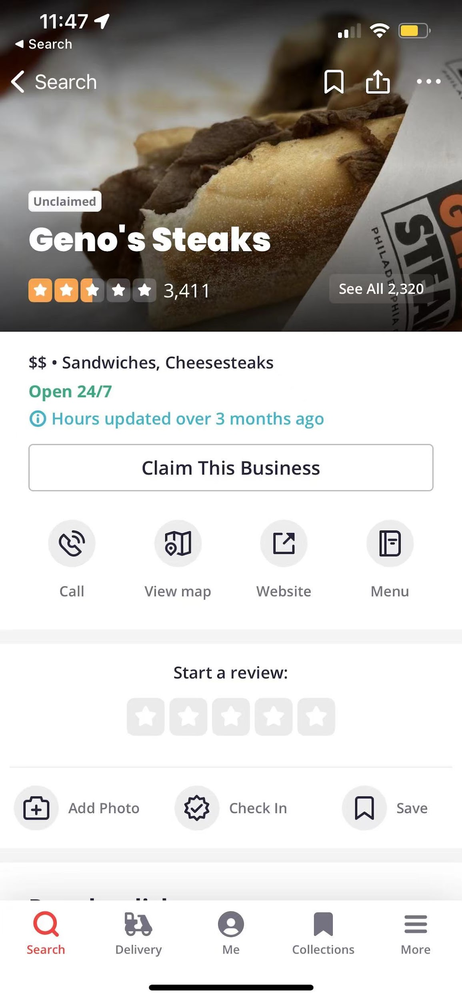 11:47
◀ Search
Search
Unclaimed
Geno's Steaks
3,411
See All 2,320
STEAK
PHILADELPHIA
$$ • Sandwiches, Cheesesteaks
Open 24/7
Hours updated over 3 months ago
Claim This Business
Call
View map
Website
Menu
Start a review:
Add Photo
Check In
Save
Search
Delivery
Me
Collections
More